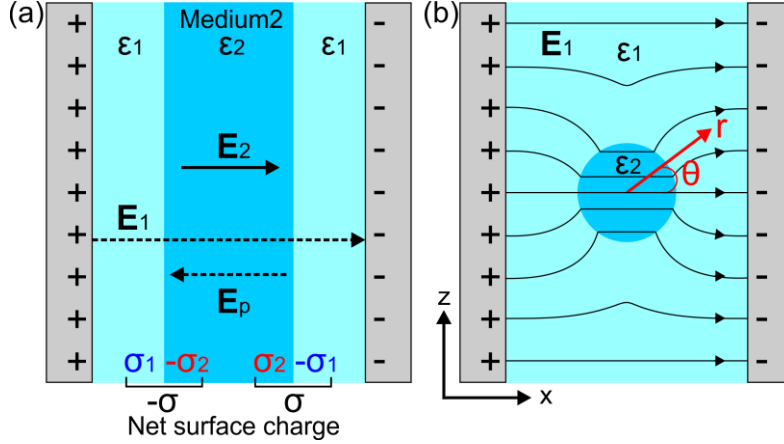 (a)
Medium2
ε1 ε2 ε1
E2
E1
Ep
σ1 -σ2 σ2 -σ1
-σ σ
Net surface charge
+ + + + + + + +
- - - - - - - -
(b)
E1 ε1
r
ε2
θ
z
x
+ + + + + + + +
- - - - - - - -